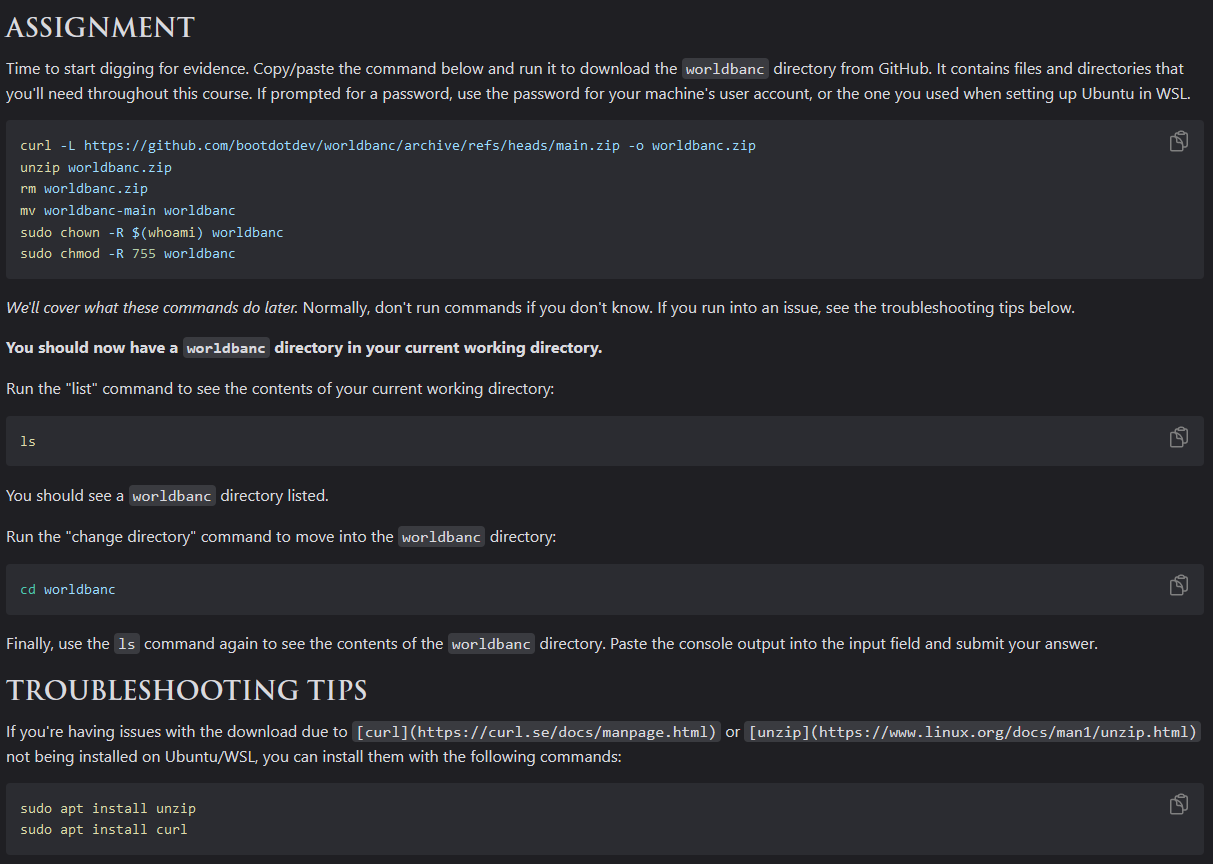 ASSIGNMENT
Time to start digging for evidence. Copy/paste the command below and run it to download the worldbanc directory from GitHub. It contains files and directories that
you'll need throughout this course. If prompted for a password, use the password for your machine's user account, or the one you used when setting up Ubuntu in WSL.
curl -L https://github.com/bootdotdev/worldbanc/archive/refs/heads/main.zip -o worldbanc.zip
unzip worldbanc.zip
rm worldbanc.zip
mv worldbanc-main worldbanc
sudo chown -R $(whoami) worldbanc
sudo chmod -R 755 worldbanc
We'll cover what these commands do later. Normally, don't run commands if you don't know. If you run into an issue, see the troubleshooting tips below.
You should now have a worldbanc directory in your current working directory.
Run the "list" command to see the contents of your current working directory:
ls
You should see a worldbanc directory listed.
Run the "change directory" command to move into the worldbanc directory:
cd worldbanc
Finally, use the ls command again to see the contents of the worldbanc directory. Paste the console output into the input field and submit your answer.
TROUBLESHOOTING TIPS
If you're having issues with the download due to [curl](https://curl.se/docs/manpage.html) or [unzip](https://www.linux.org/docs/man1/unzip.html)
not being installed on Ubuntu/WSL, you can install them with the following commands:
sudo apt install unzip
sudo apt install curl